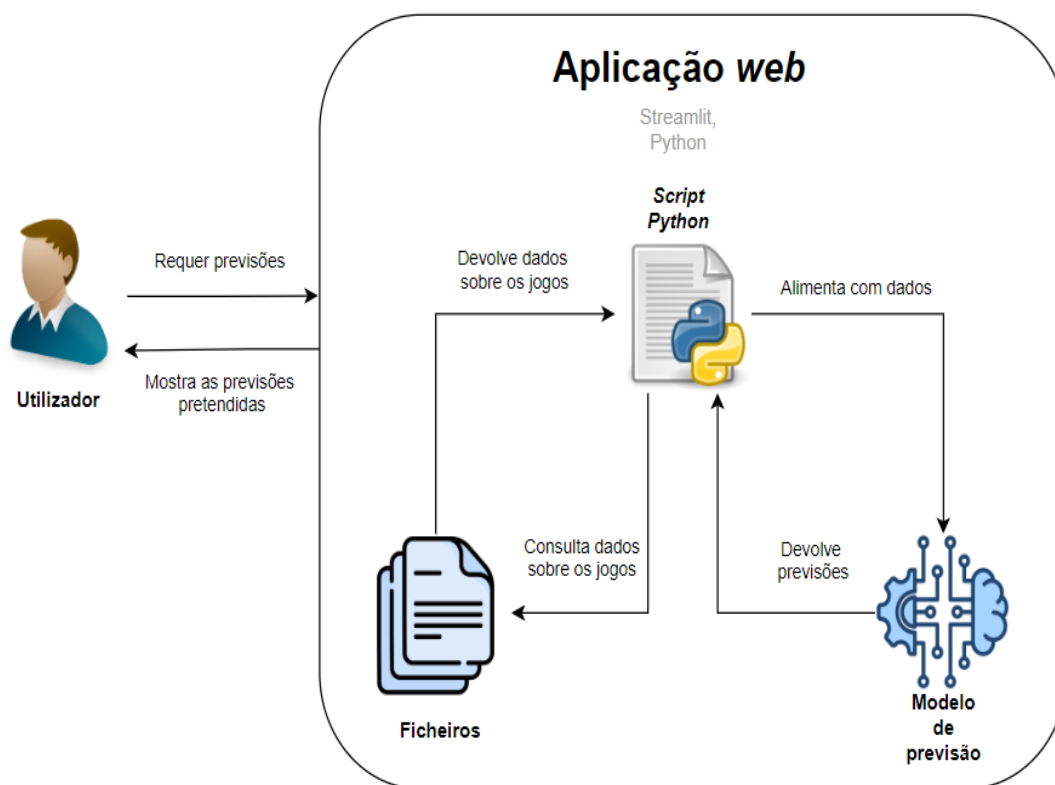 Aplicação web
Streamlit,
Python
Script
Python
Requer previsões
Devolve dados
sobre os jogos
Alimenta com dados
Mostra as previsões
pretendidas
Utilizador
Consulta dados
sobre os jogos
Devolve
previsões
Ficheiros
Modelo
de
previsão